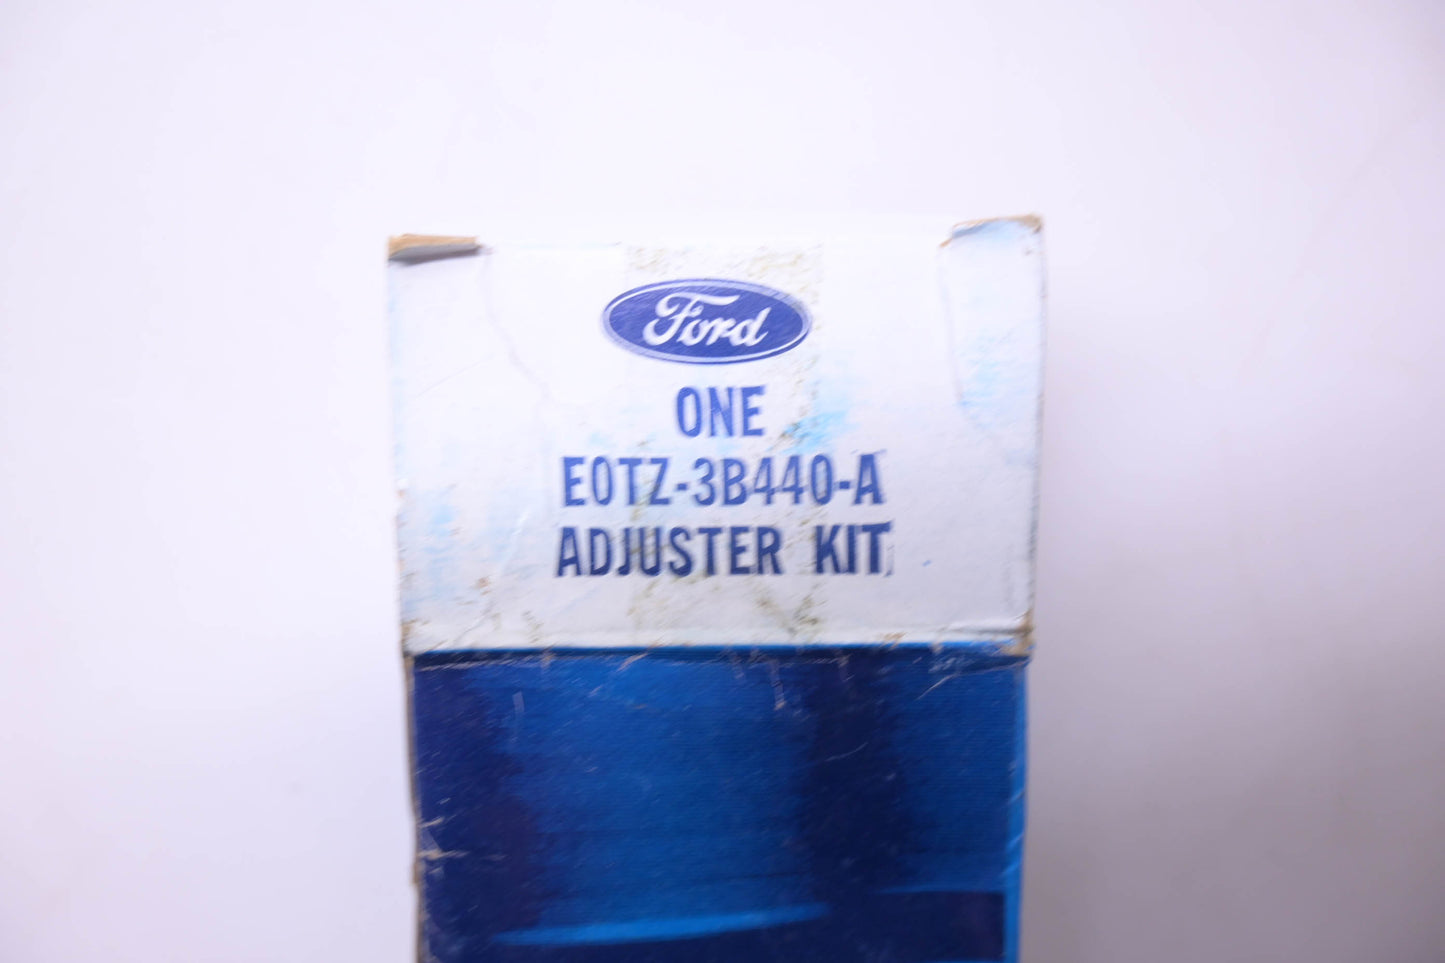 Ford
ONE
E0TZ-3B440-A
ADJUSTER KIT